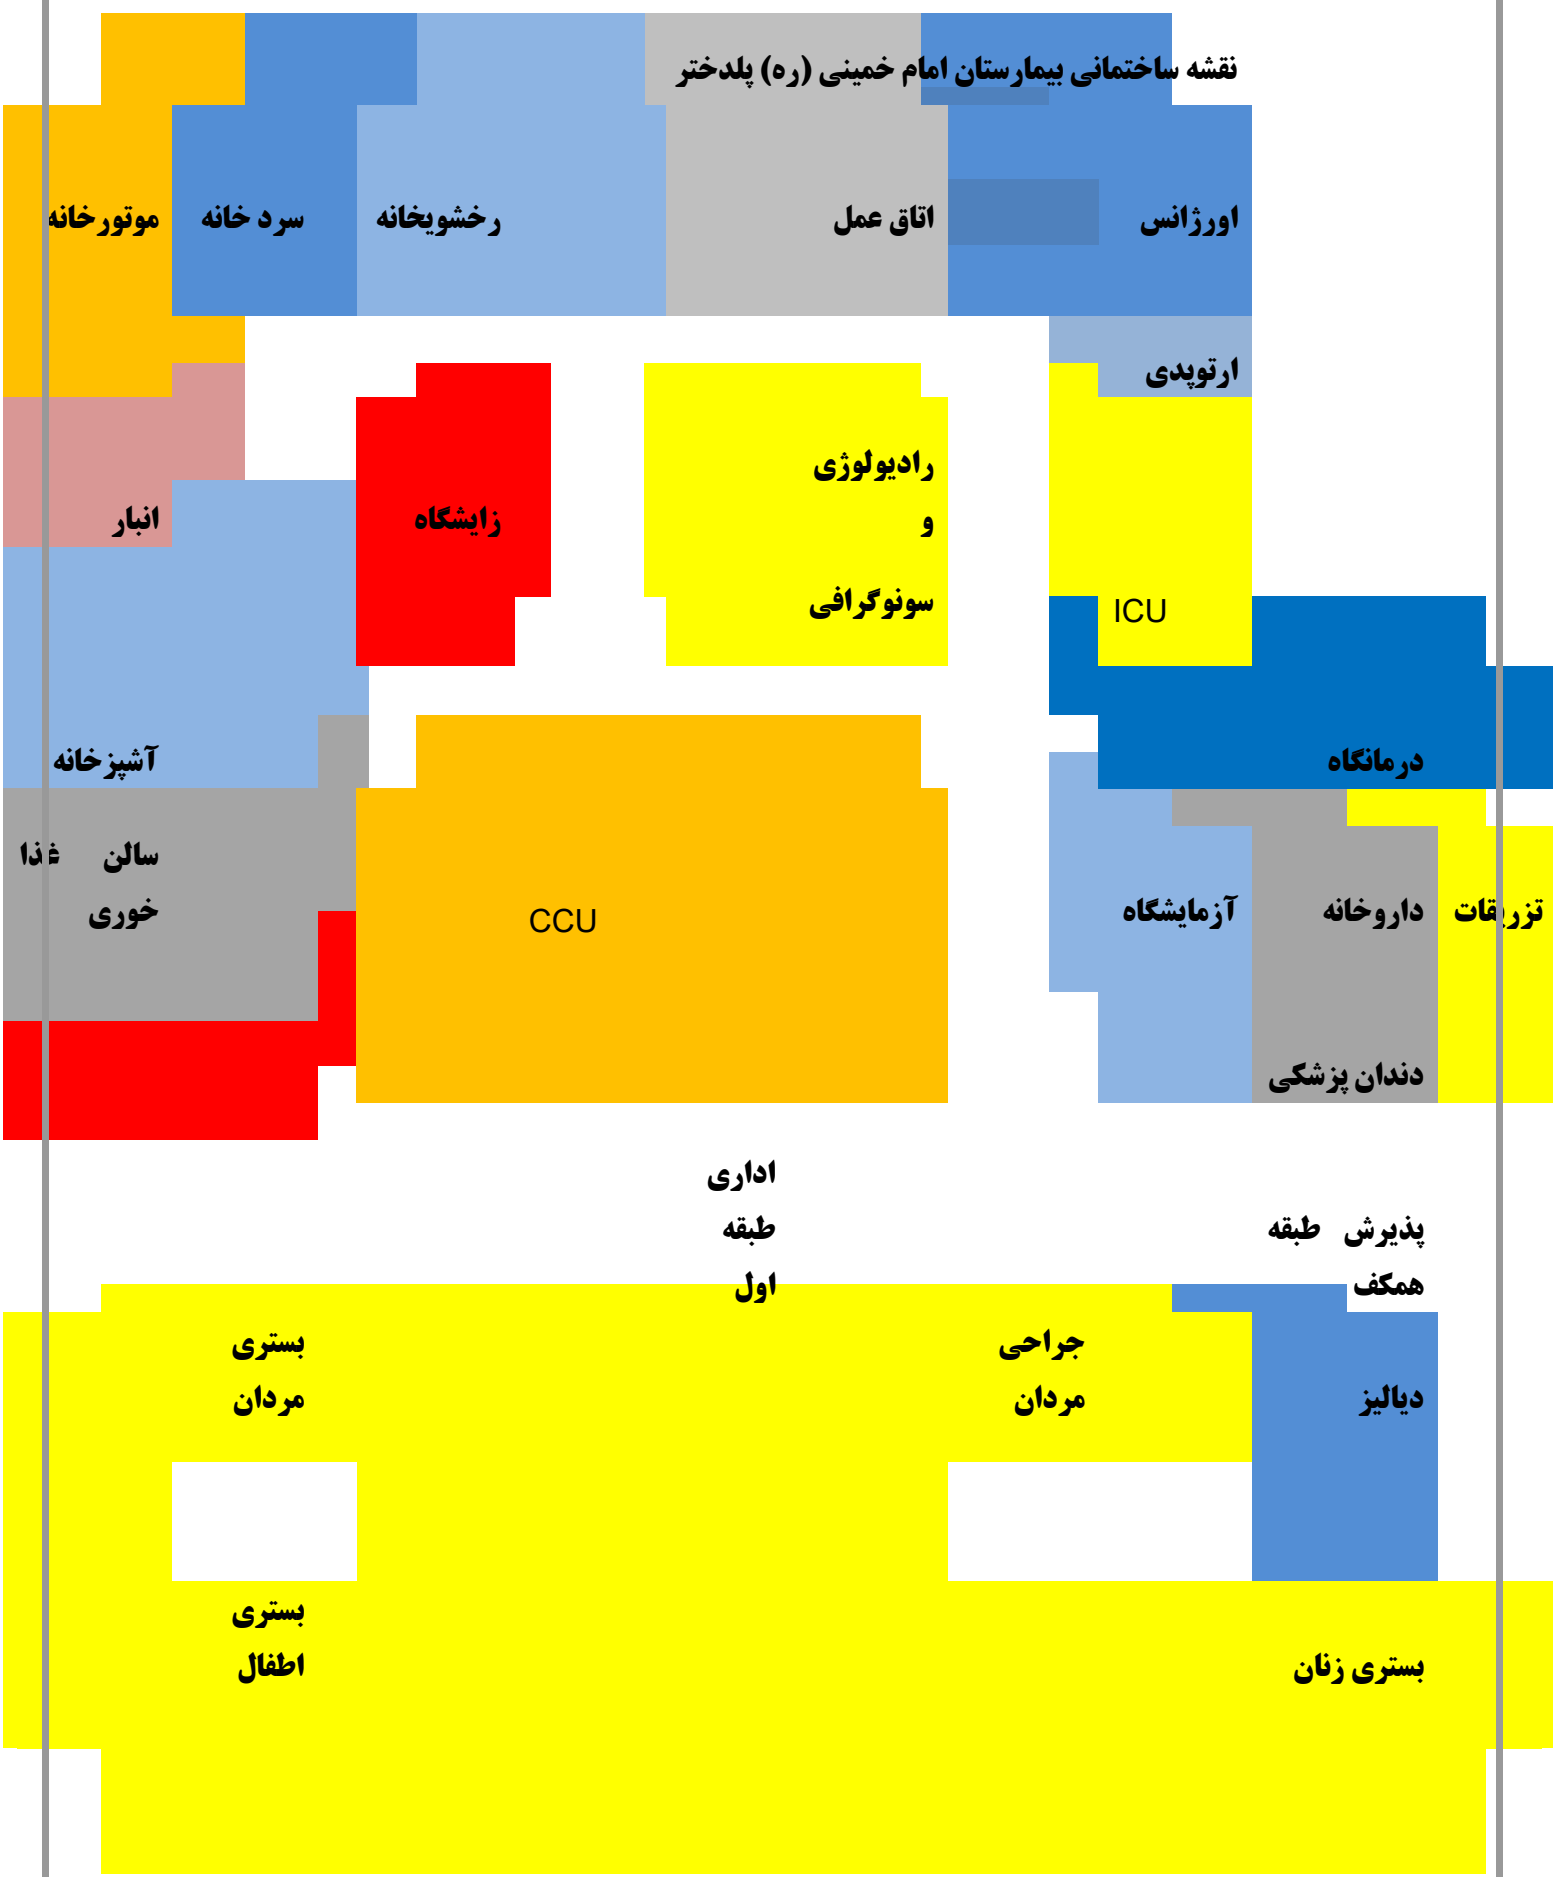 نقشه ساختمانی بیمارستان امام خمینی (ره) پلدختر
اورژانس
اتاق عمل
رخشویخانه
سرد خانه
موتورخانه
ارتوپدی
رادیولوژی
و
سونوگرافی
زایشگاه
انبار
ICU
درمانگاه
آشپزخانه
سالن غذا
خوری
تزریقات
داروخانه
آزمایشگاه
CCU
دندان پزشکی
اداری
طبقه
اول
پذیرش طبقه
همکف
دیالیز
جراحی
مردان
بستری
مردان
بستری زنان
بستری
اطفال